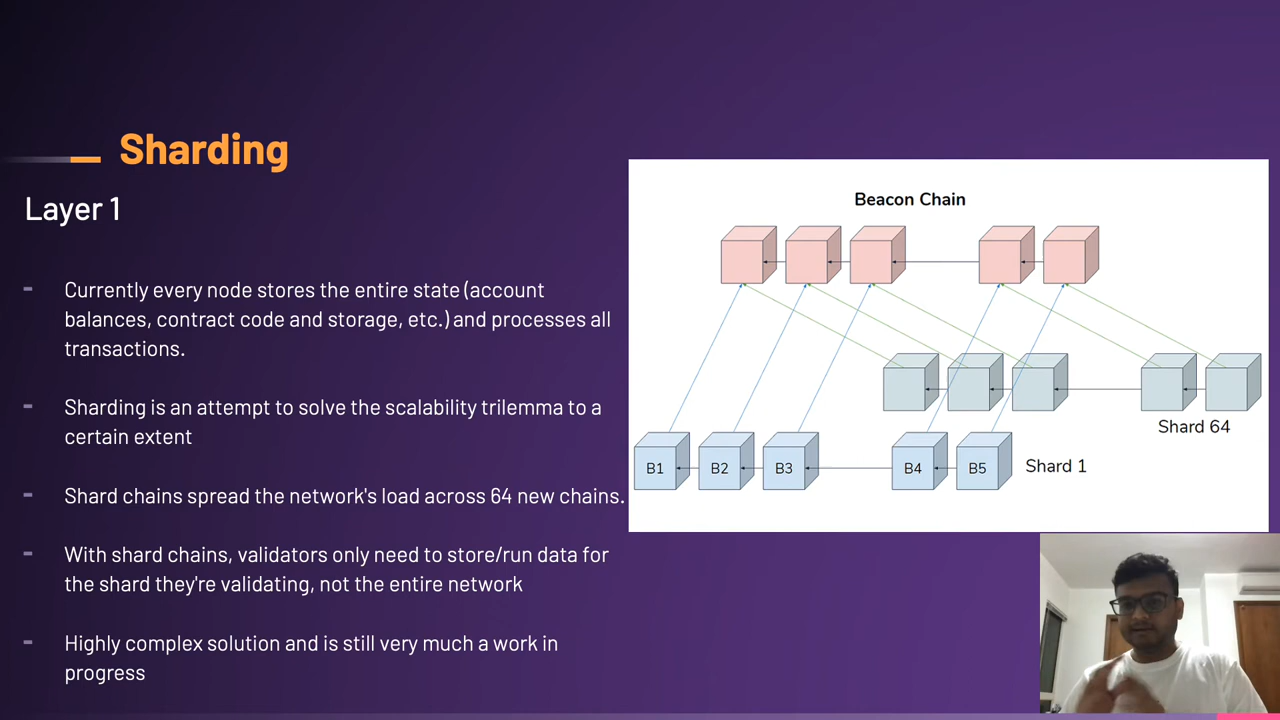 Sharding
Layer 1
- Currently every node stores the entire state (account
balances, contract code and storage, etc.) and processes all
transactions.
- Sharding is an attempt to solve the scalability trilemma to a
certain extent
- Shard chains spread the network's load across 64 new chains.
- With shard chains, validators only need to store/run data for
the shard they're validating, not the entire network
- Highly complex solution and is still very much a work in
progress
Beacon Chain
Shard 64
B1 B2 B3 B4 B5 Shard 1